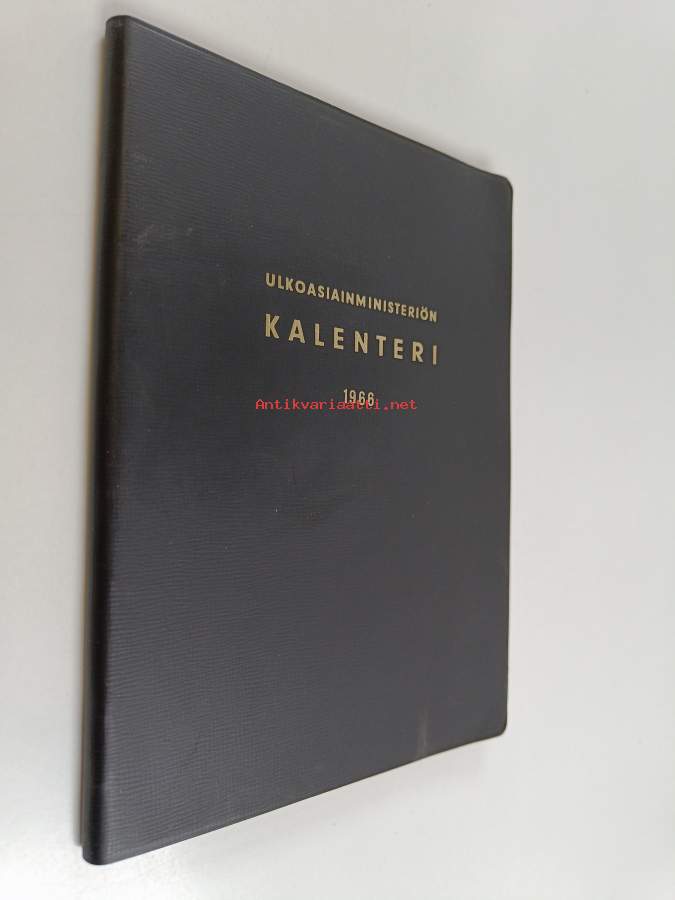 ULKOASIAINMINISTERIÖN
KALENTERI
1966
Antikvariaatti.net